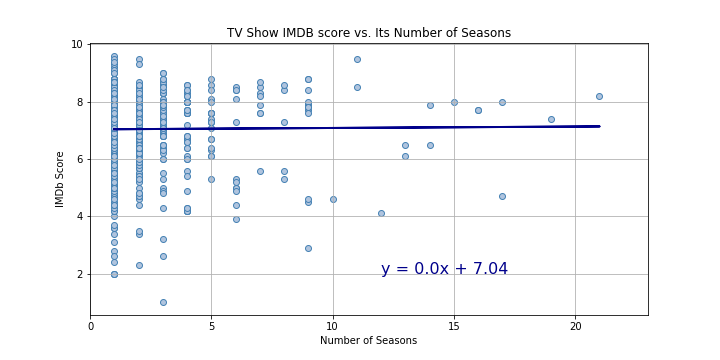 TV Show IMDB score vs. Its Number of Seasons
10
8
6
4
2
IMDb Score
y = 0.0x + 7.04
0 5 10 15 20
Number of Seasons